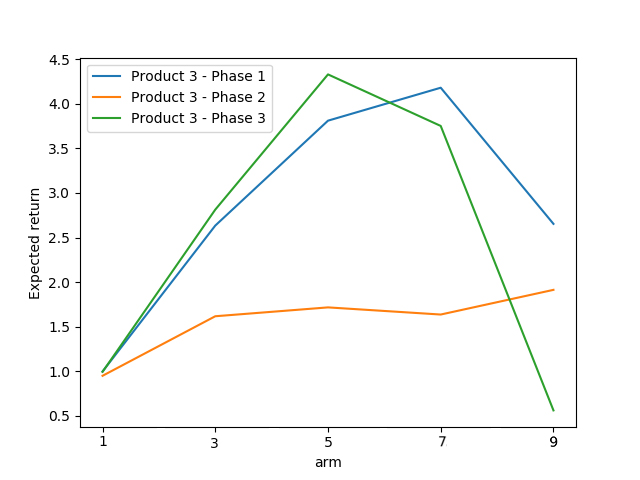 4.5
4.0
3.5
3.0
2.5
2.0
1.5
1.0
0.5
Expected return
Product 3 - Phase 1
Product 3 - Phase 2
Product 3 - Phase 3
1 3 5 7 9
arm